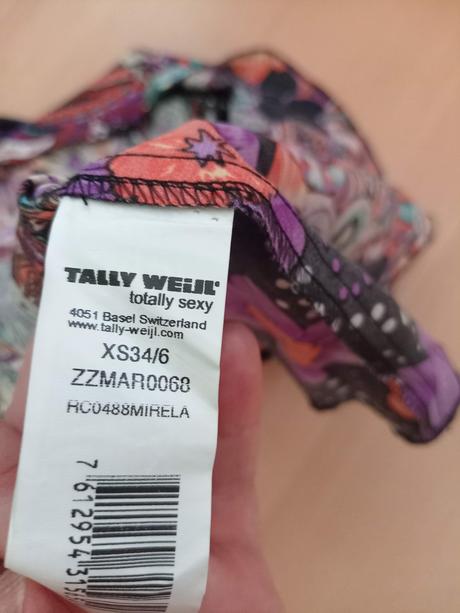 TALLY WEiJL
totally sexy
4051 Basel Switzerland
www.tally-weijl.com
XS34/6
ZZMAR0068
RC0488MIRELA